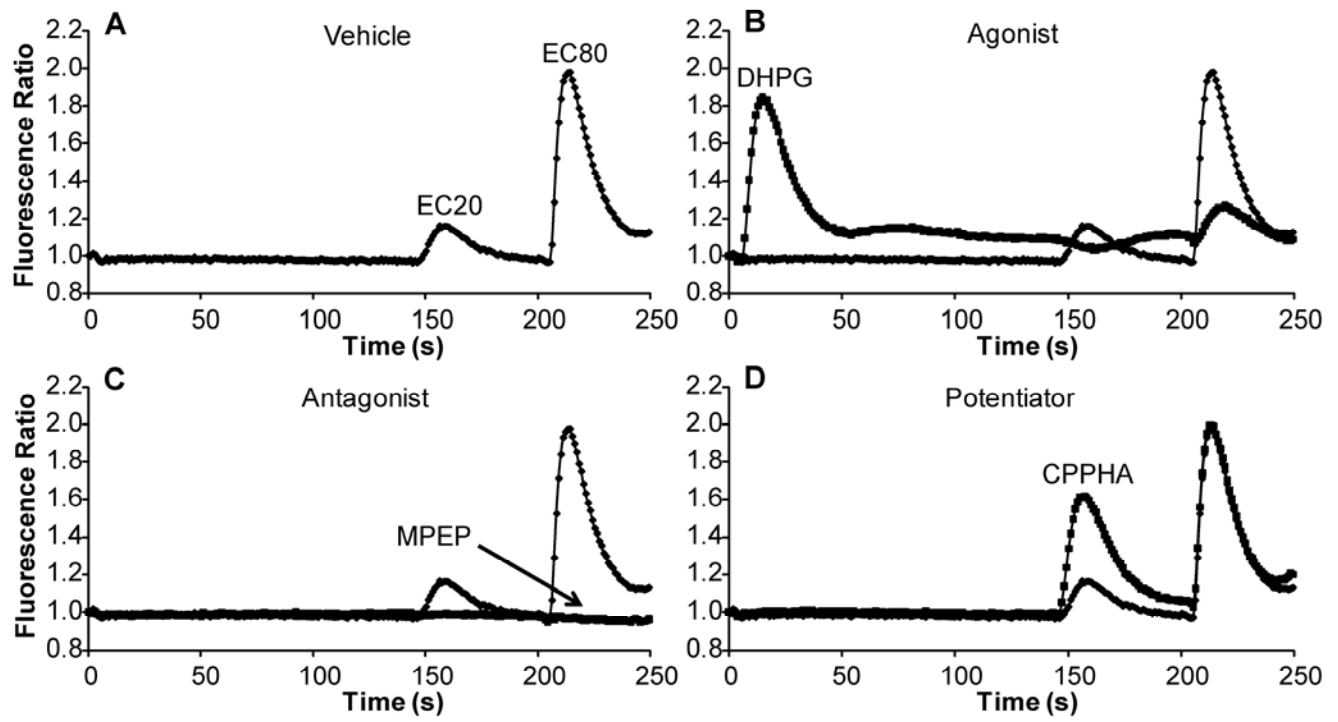 A
Vehicle
EC20
EC80
Fluorescence Ratio
2.2
2.0
1.8
1.6
1.4
1.2
1.0
0.8
0 50 100 150 200 250
Time (s)
B
Agonist
DHPG
2.2
2.0
1.8
1.6
1.4
1.2
1.0
0.8
0 50 100 150 200 250
Time (s)
C
Antagonist
MPEP
Fluorescence Ratio
2.2
2.0
1.8
1.6
1.4
1.2
1.0
0.8
0 50 100 150 200 250
Time (s)
D
Potentiator
CPPHA
2.2
2.0
1.8
1.6
1.4
1.2
1.0
0.8
0 50 100 150 200 250
Time (s)